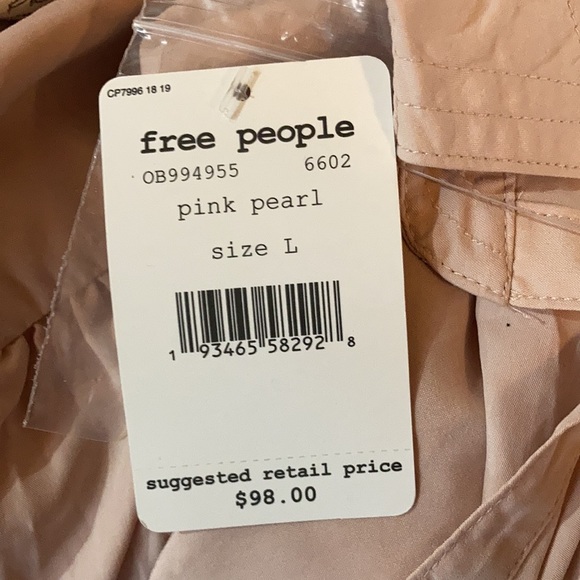 CP7996 18 19
free people
OB994955 6602
pink pearl
size L
1 93465 58292 8
suggested retail price
$98.00